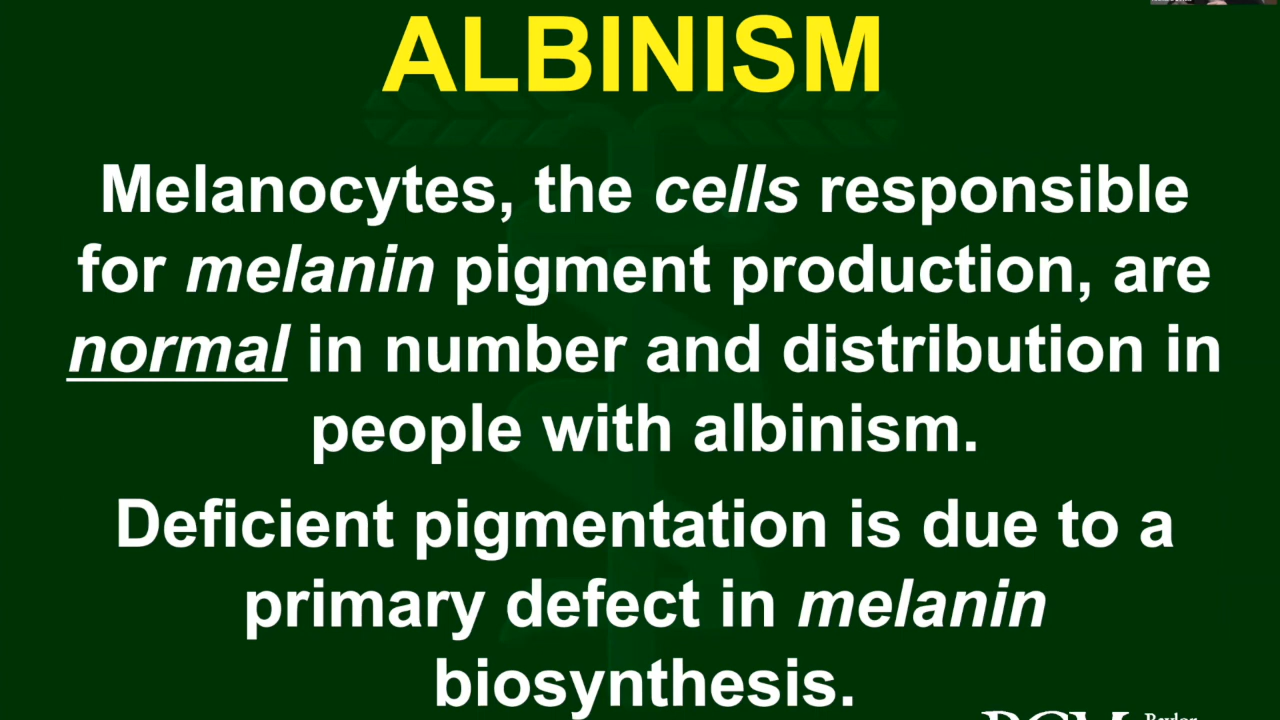 ALBINISM
Melanocytes, the cells responsible
for melanin pigment production, are
normal in number and distribution in
people with albinism.
Deficient pigmentation is due to a
primary defect in melanin
biosynthesis.